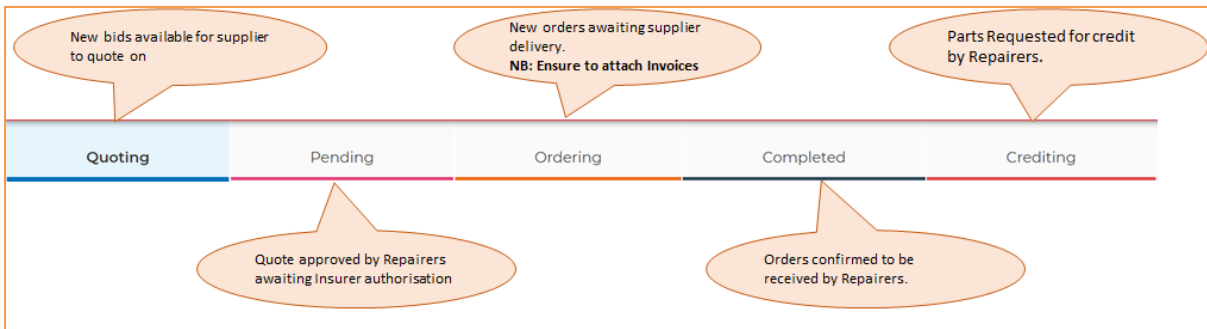 New bids available for supplier
to quote on
New orders awaiting supplier
delivery.
NB: Ensure to attach Invoices
Parts Requested for credit
by Repairers.
Quoting
Pending
Ordering
Completed
Crediting
Quote approved by Repairers
awaiting Insurer authorisation
Orders confirmed to be
received by Repairers.